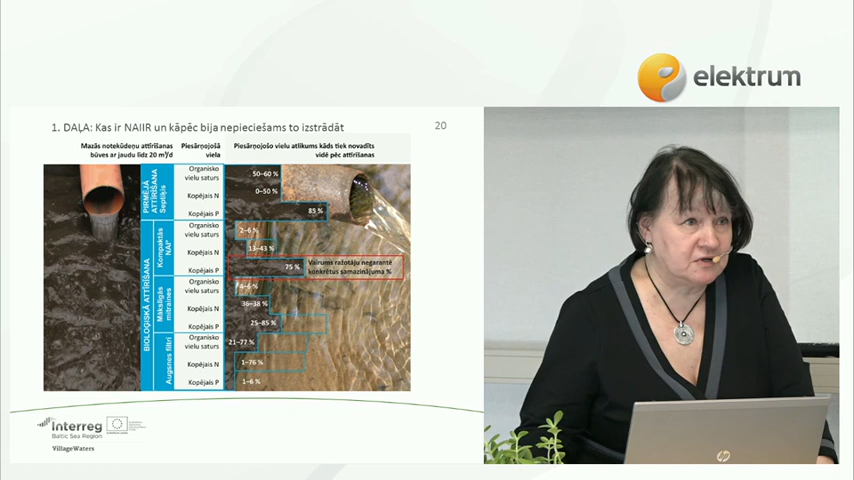 elektrum
1. DAĻA: Kas ir NAIIR un kāpēc bija nepieciešams to izstrādāt
20
Mazās notekūdeņu attīrīšanas
būves ar jaudu līdz 20 m³/d
Piesārņojošā
viela
Piesārņojošo vielu atlikums kāds tiek novadīts
vidē pēc attīrīšanas
PIRMĒJĀ
ATTĪRĪŠANA
Septiķis
Organisko
vielu saturs
50–60 %
Kopējais N
0–50 %
Kopējais P
85 %
BIOLOĢISKĀ ATTĪRĪŠANA
Kompaktās
NAI*
Organisko
vielu saturs
2–6 %
Kopējais N
13–43 %
Kopējais P
75 %
Vairums ražotāju negarantē
konkrētus samazinājuma %
Mākslīgās
mitraines
Organisko
vielu saturs
4–6 %
Kopējais N
36–38 %
Kopējais P
25–85 %
Augsnes filtri
Organisko
vielu saturs
21–77 %
Kopējais N
1–76 %
Kopējais P
1–6 %
Interreg
Baltic Sea Region
VillageWaters
hp